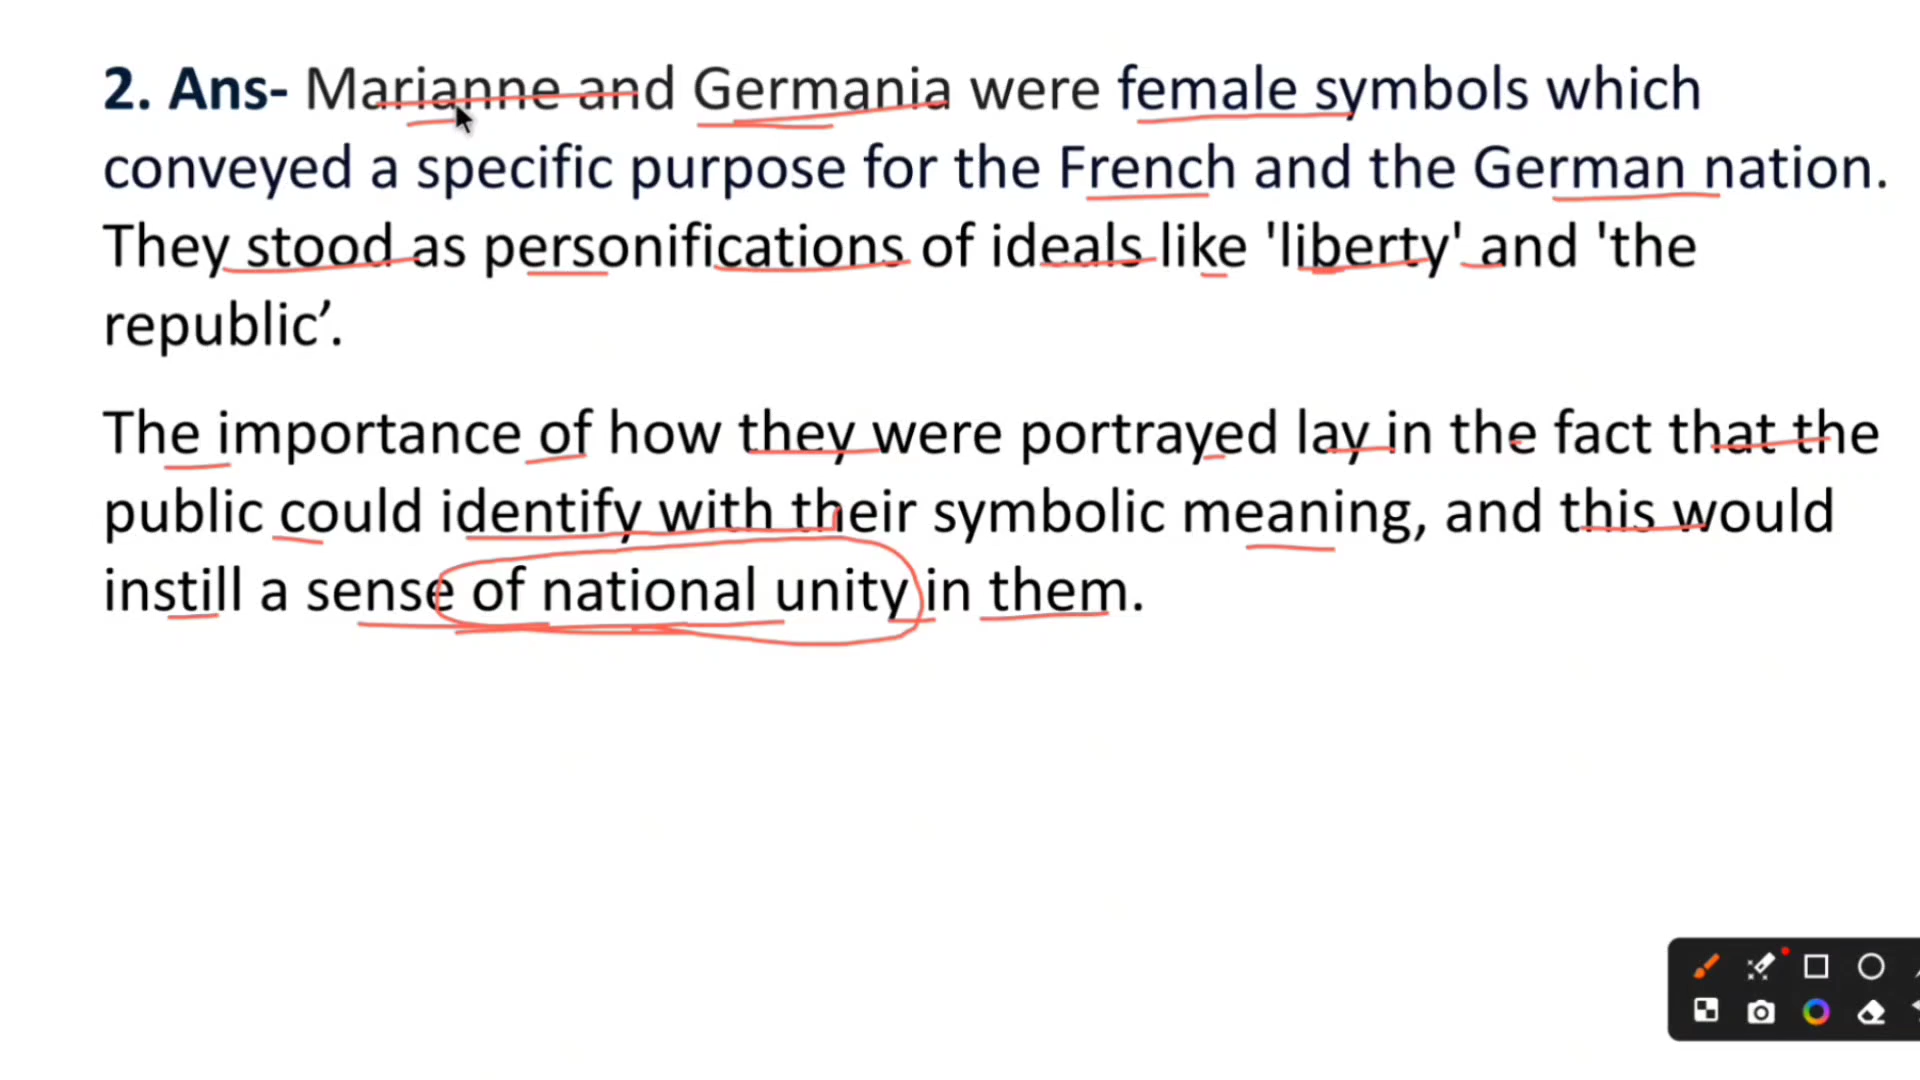 2. Ans- Marianne and Germania were female symbols which
conveyed a specific purpose for the French and the German nation.
They stood as personifications of ideals like 'liberty' and 'the
republic’.
The importance of how they were portrayed lay in the fact that the
public could identify with their symbolic meaning, and this would
instill a sense of national unity in them.